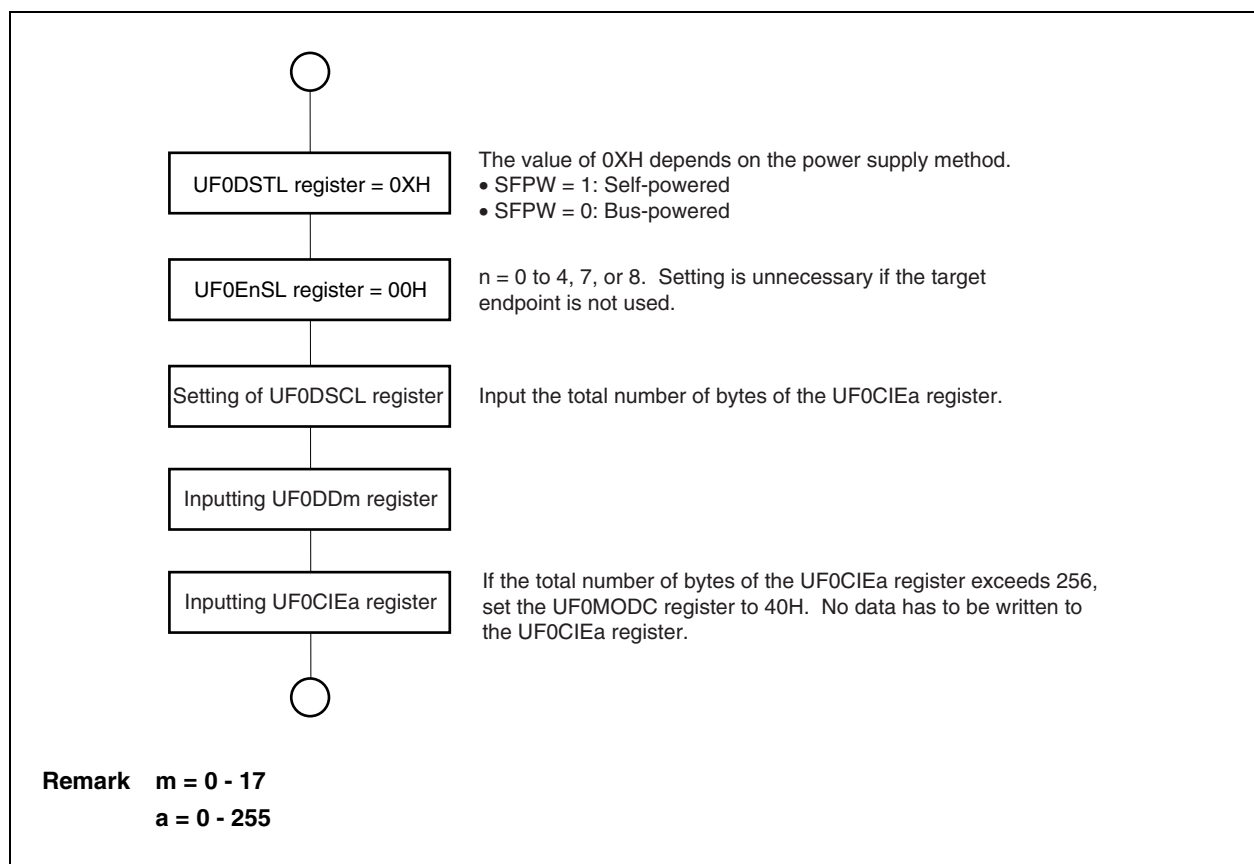 UF0DSTL register = 0XH
The value of 0XH depends on the power supply method.
• SFPW = 1: Self-powered
• SFPW = 0: Bus-powered
UF0EnSL register = 00H
n = 0 to 4, 7, or 8. Setting is unnecessary if the target
endpoint is not used.
Setting of UF0DSCL register
Input the total number of bytes of the UF0CIEa register.
Inputting UF0DDm register
Inputting UF0CIEa register
If the total number of bytes of the UF0CIEa register exceeds 256,
set the UF0MODC register to 40H. No data has to be written to
the UF0CIEa register.
Remark m = 0 - 17
a = 0 - 255